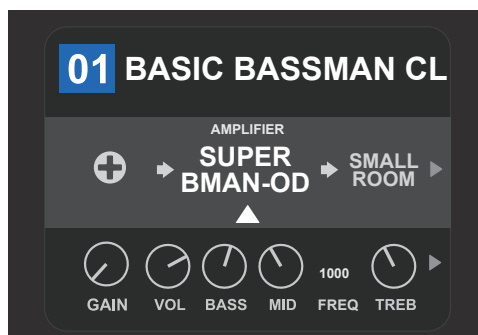 01 BASIC BASSMAN CL
AMPLIFIER
SUPER
BMAN-OD
SMALL
ROOM
1000
GAIN VOL BASS MID FREQ TREB